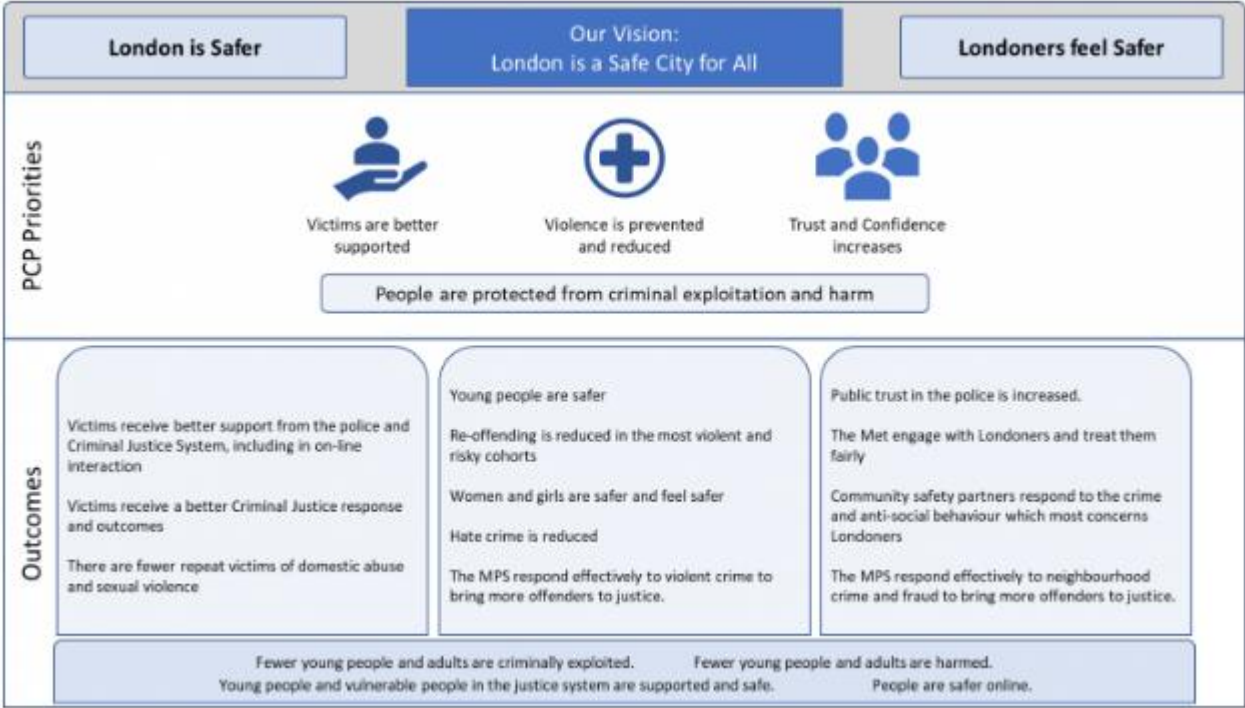 London is Safer
Our Vision:
London is a Safe City for All
Londoners feel Safer
PCP Priorities
Victims are better
supported
Violence is prevented
and reduced
Trust and Confidence
increases
People are protected from criminal exploitation and harm
Outcomes
Victims receive better support from the police and
Criminal Justice System, including in on-line
interaction
Victims receive a better Criminal Justice response
and outcomes
There are fewer repeat victims of domestic abuse
and sexual violence
Young people are safer
Re-offending is reduced in the most violent and
risky cohorts
Women and girls are safer and feel safer
Hate crime is reduced
The MPS respond effectively to violent crime to
bring more offenders to justice.
Public trust in the police is increased.
The Met engage with Londoners and treat them
fairly
Community safety partners respond to the crime
and anti-social behaviour which most concerns
Londoners
The MPS respond effectively to neighbourhood
crime and fraud to bring more offenders to justice.
Fewer young people and adults are criminally exploited. Fewer young people and adults are harmed.
Young people and vulnerable people in the justice system are supported and safe. People are safer online.